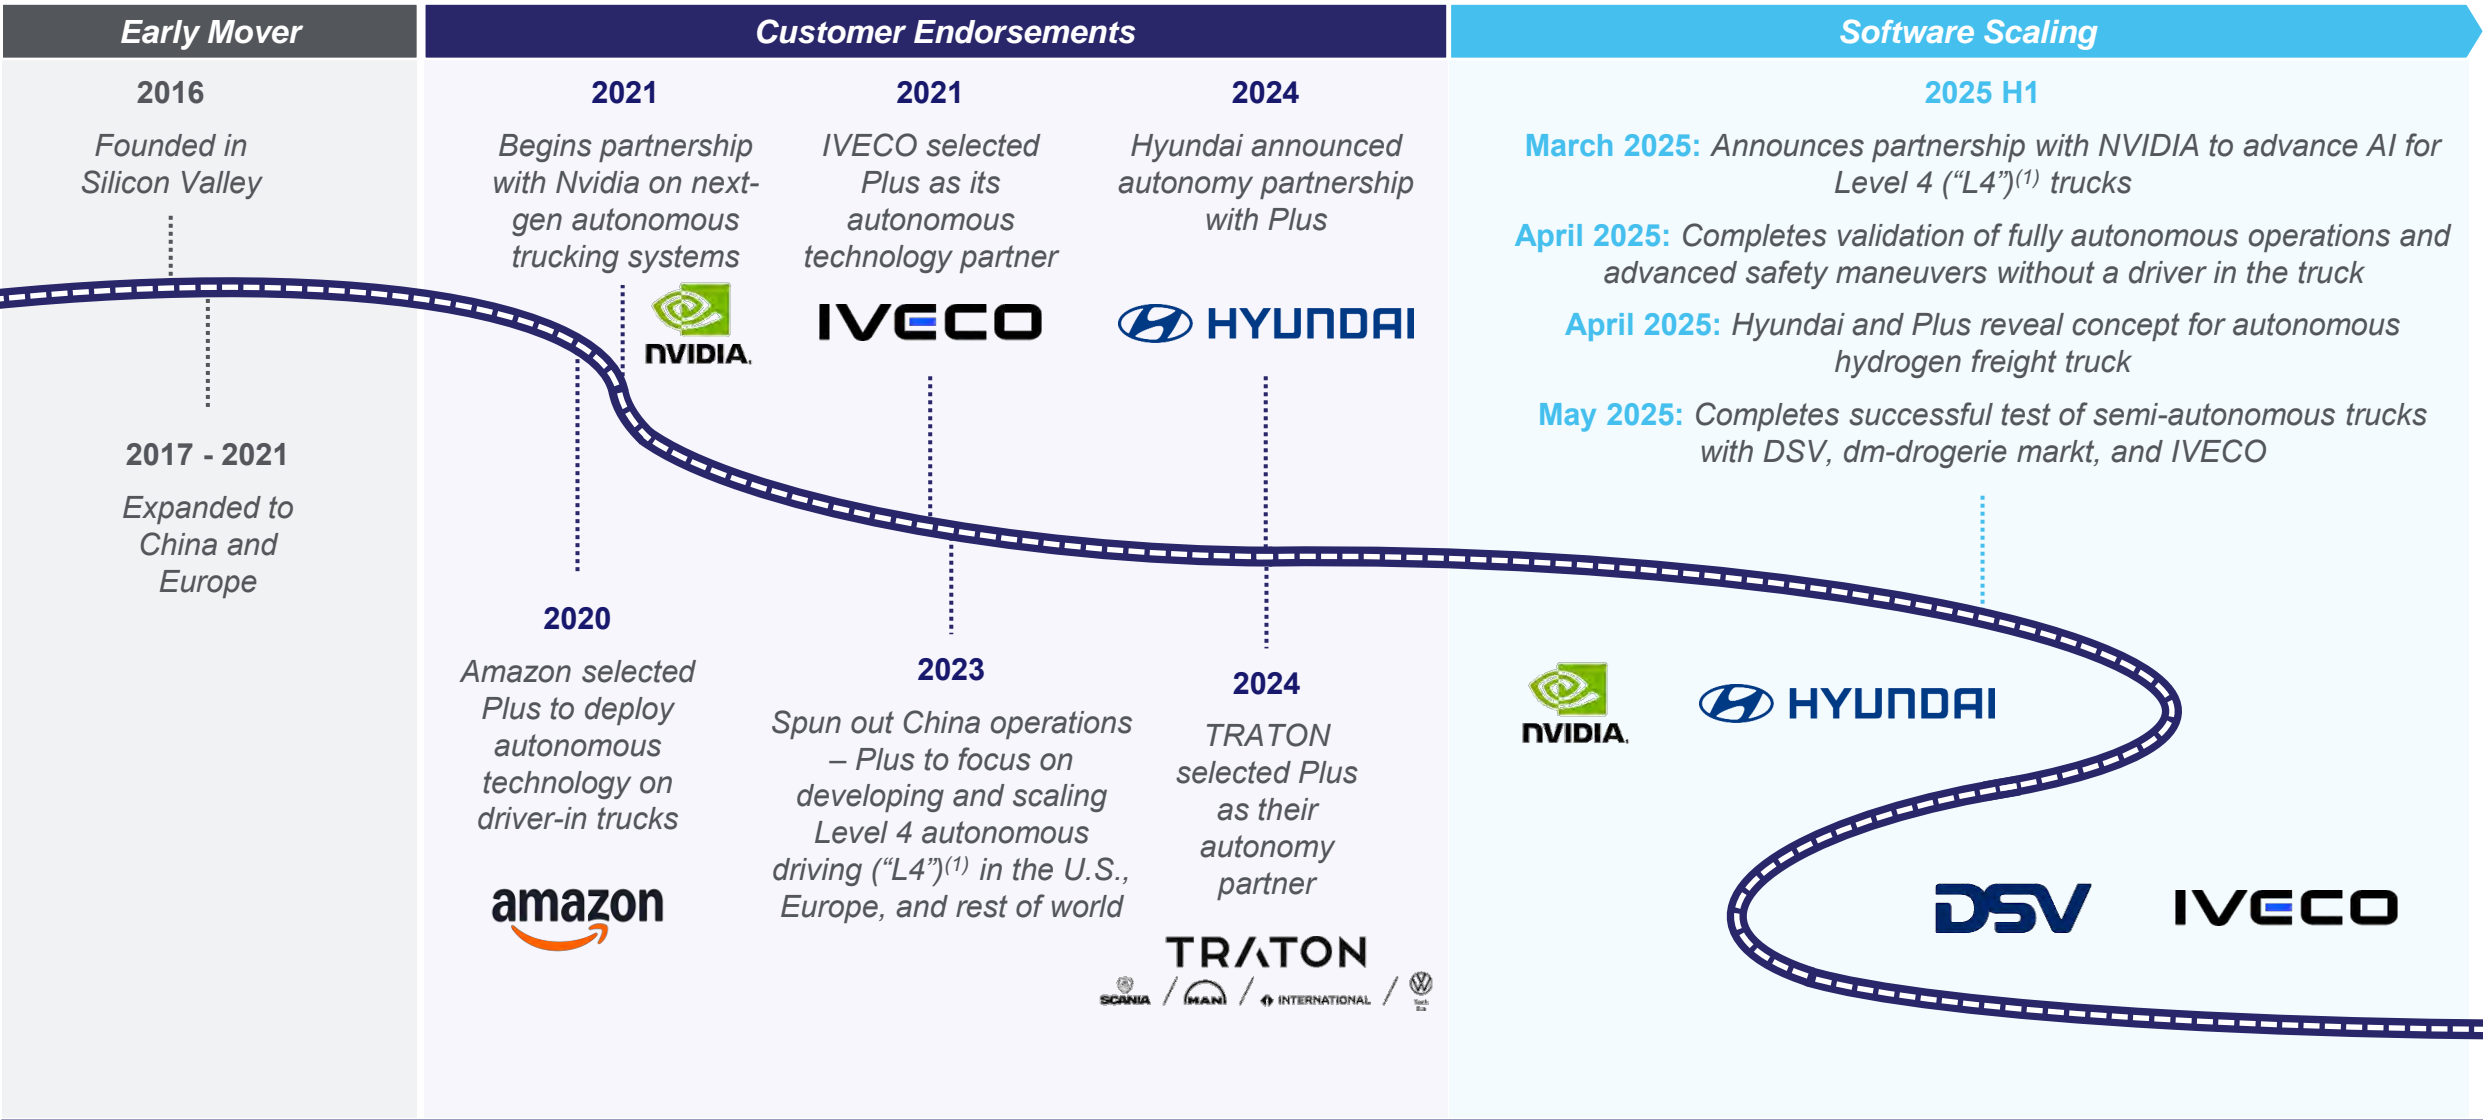 Early Mover
Customer Endorsements
Software Scaling
2016
Founded in
Silicon Valley
2017 - 2021
Expanded to
China and
Europe
2021
Begins partnership
with Nvidia on next-
gen autonomous
trucking systems
NVIDIA.
2020
Amazon selected
Plus to deploy
autonomous
technology on
driver-in trucks
amazon
2021
IVECO selected
Plus as its
autonomous
technology partner
IVECO
2023
Spun out China operations
– Plus to focus on
developing and scaling
Level 4 autonomous
driving (“L4”)(1) in the U.S.,
Europe, and rest of world
2024
Hyundai announced
autonomy partnership
with Plus
HYUNDAI
2024
TRATON
selected Plus
as their
autonomy
partner
TRATON
SCANIA / MAN / INTERNATIONAL /
2025 H1
March 2025: Announces partnership with NVIDIA to advance AI for
Level 4 (“L4”)(1) trucks
April 2025: Completes validation of fully autonomous operations and
advanced safety maneuvers without a driver in the truck
April 2025: Hyundai and Plus reveal concept for autonomous
hydrogen freight truck
May 2025: Completes successful test of semi-autonomous trucks
with DSV, dm-drogerie markt, and IVECO
NVIDIA.
HYUNDAI
DSV
IVECO